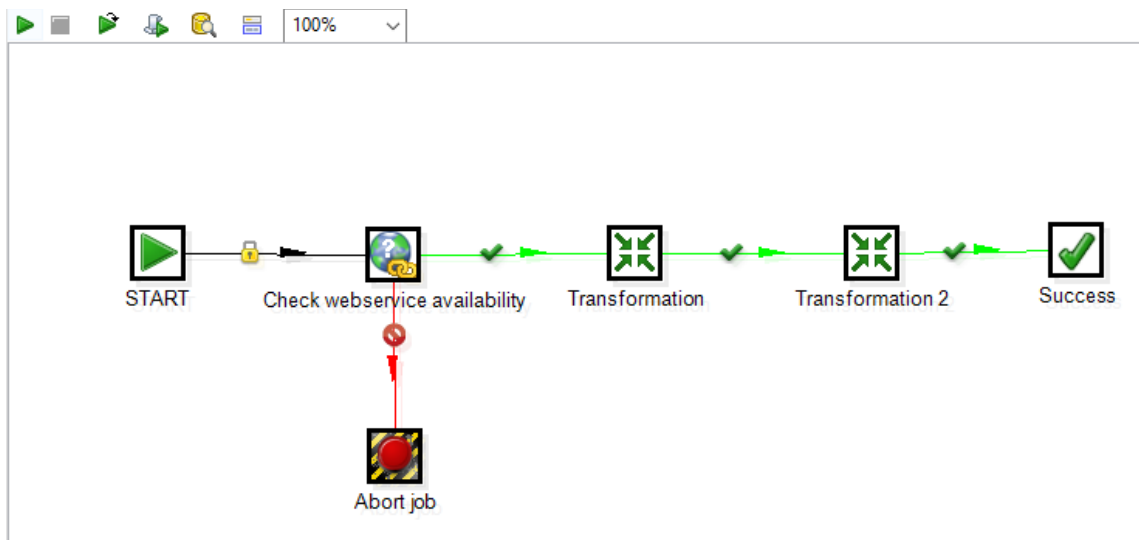 100%
START
Check webservice availability
Transformation
Transformation 2
Success
Abort job